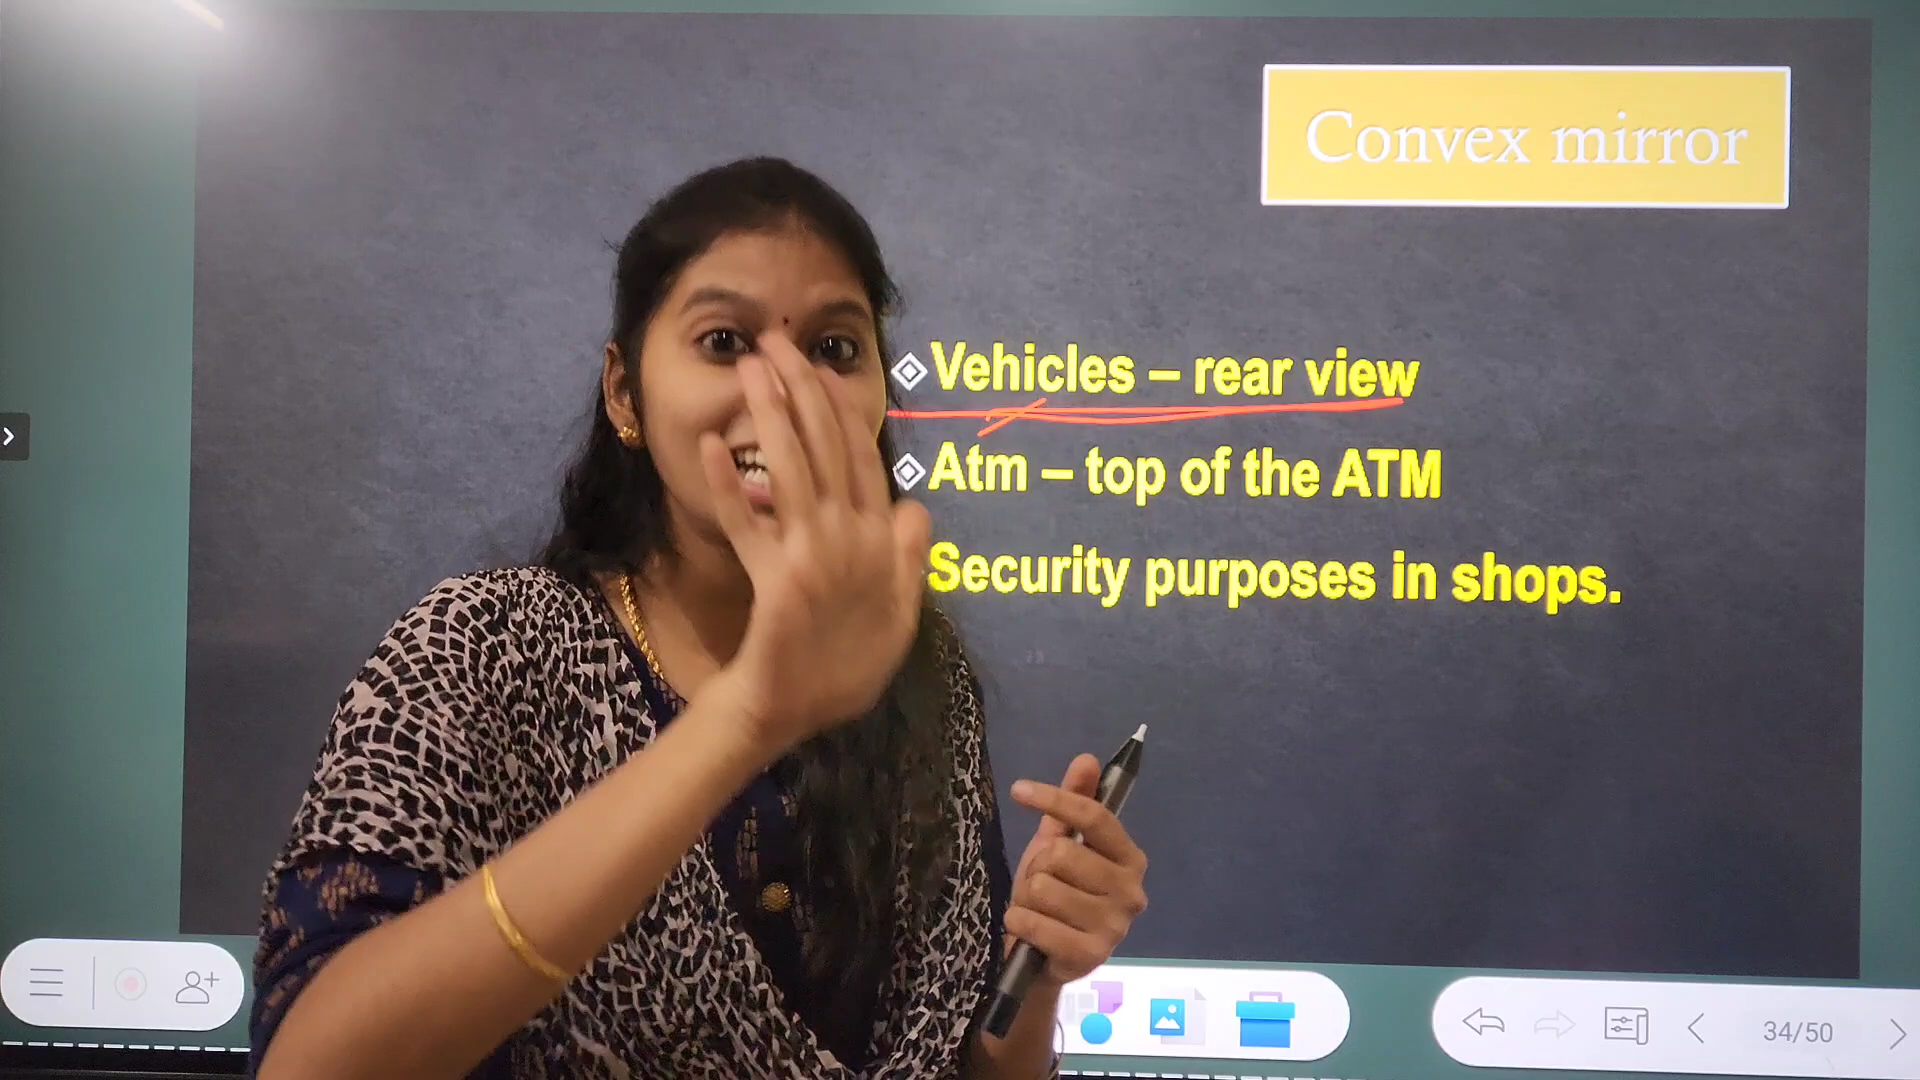 Convex mirror
Vehicles – rear view
Atm – top of the ATM
Security purposes in shops.
34/50